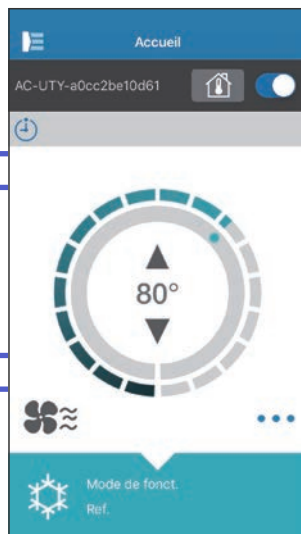 Accueil
AC-UTY-a0cc2be10d61
80°
Mode de fonct.
Ref.